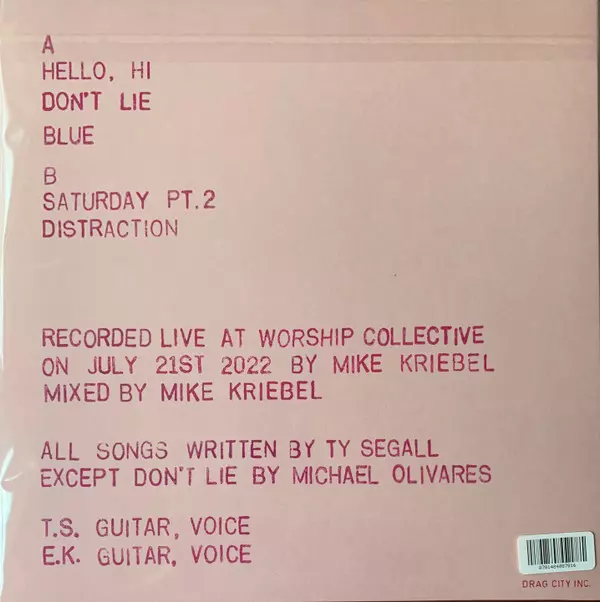 A
HELLO, HI
DON'T LIE
BLUE
B
SATURDAY PT.2
DISTRACTION
RECORDED LIVE AT WORSHIP COLLECTIVE
ON JULY 21ST 2022 BY MIKE KRIEBEL
MIXED BY MIKE KRIEBEL
ALL SONGS WRITTEN BY TY SEGALL
EXCEPT DON'T LIE BY MICHAEL OLIVARES
T.S. GUITAR, VOICE
E.K. GUITAR, VOICE
DRAG CITY INC.